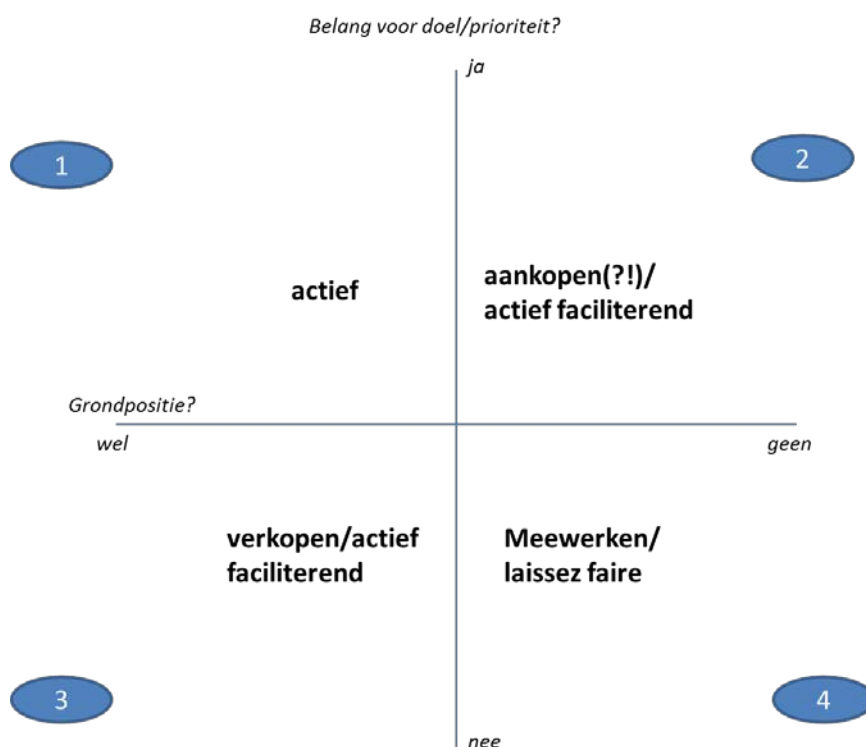 Belang voor doel/prioriteit?
ja
1
2
actief
aankopen(?!)/
actief faciliterend
Grondpositie?
wel
geen
verkopen/actief
faciliterend
Meewerken/
laissez faire
3
4
nee